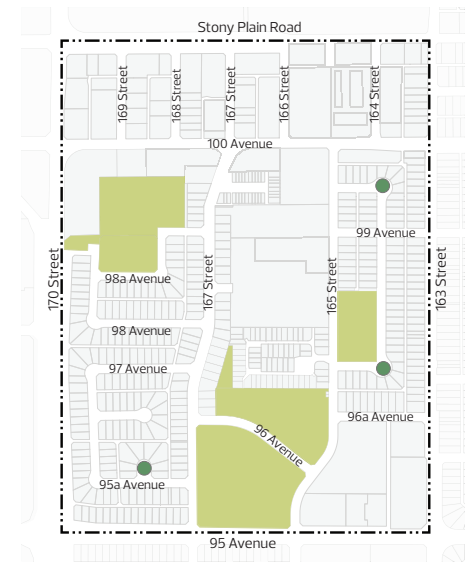 Stony Plain Road
169 Street
168 Street
167 Street
166 Street
164 Street
100 Avenue
99 Avenue
170 Street
98a Avenue
167 Street
165 Street
163 Street
98 Avenue
97 Avenue
96a Avenue
96 Avenue
95a Avenue
95 Avenue